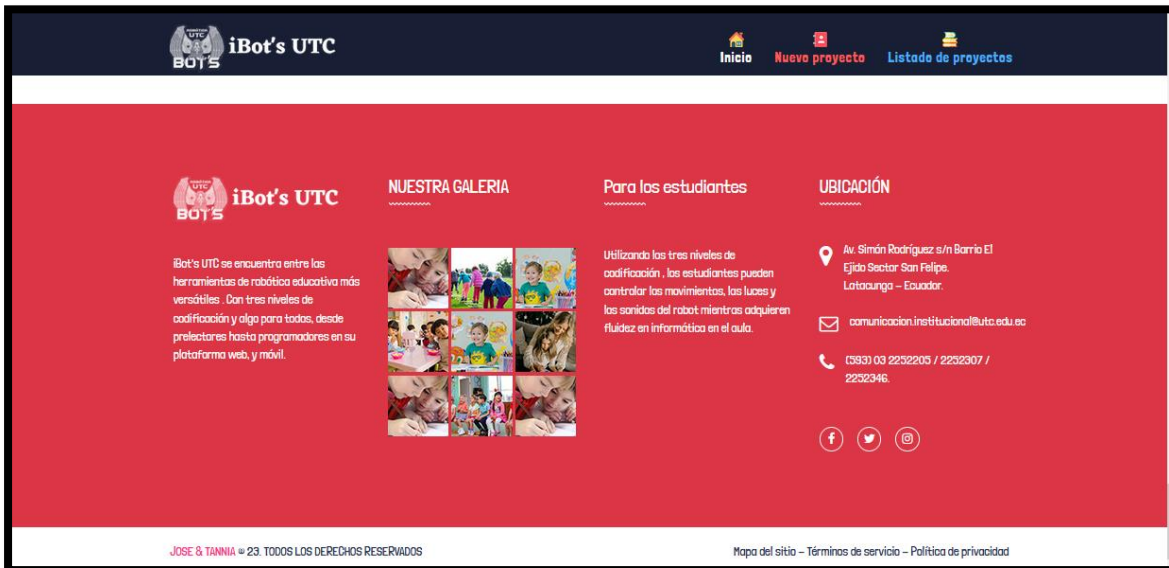 ROBOTICA
UTC
BOTS
iBot's UTC
Inicio
Nuevo proyecto
Listado de proyectos
UTC
BOTS
iBot's UTC
iBot's UTC se encuentra entre las
herramientas de robótica educativa más
versátiles . Con tres niveles de
codificación y algo para todos, desde
prelectores hasta programadores en su
plataforma web, y móvil.
NUESTRA GALERIA
Para los estudiantes
Utilizando los tres niveles de
codificación , los estudiantes pueden
controlar los movimientos, las luces y
los sonidos del robot mientras adquieren
fluidez en informática en el aula.
UBICACIÓN
Av. Simón Rodríguez s/n Barrio El
Ejido Sector San Felipe.
Latacunga – Ecuador.
comunicacion.institucional@utc.edu.ec
(593) 03 2252205 / 2252307 /
2252346.
JOSE & TANNIA © 23. TODOS LOS DERECHOS RESERVADOS
Mapa del sitio – Términos de servicio – Política de privacidad